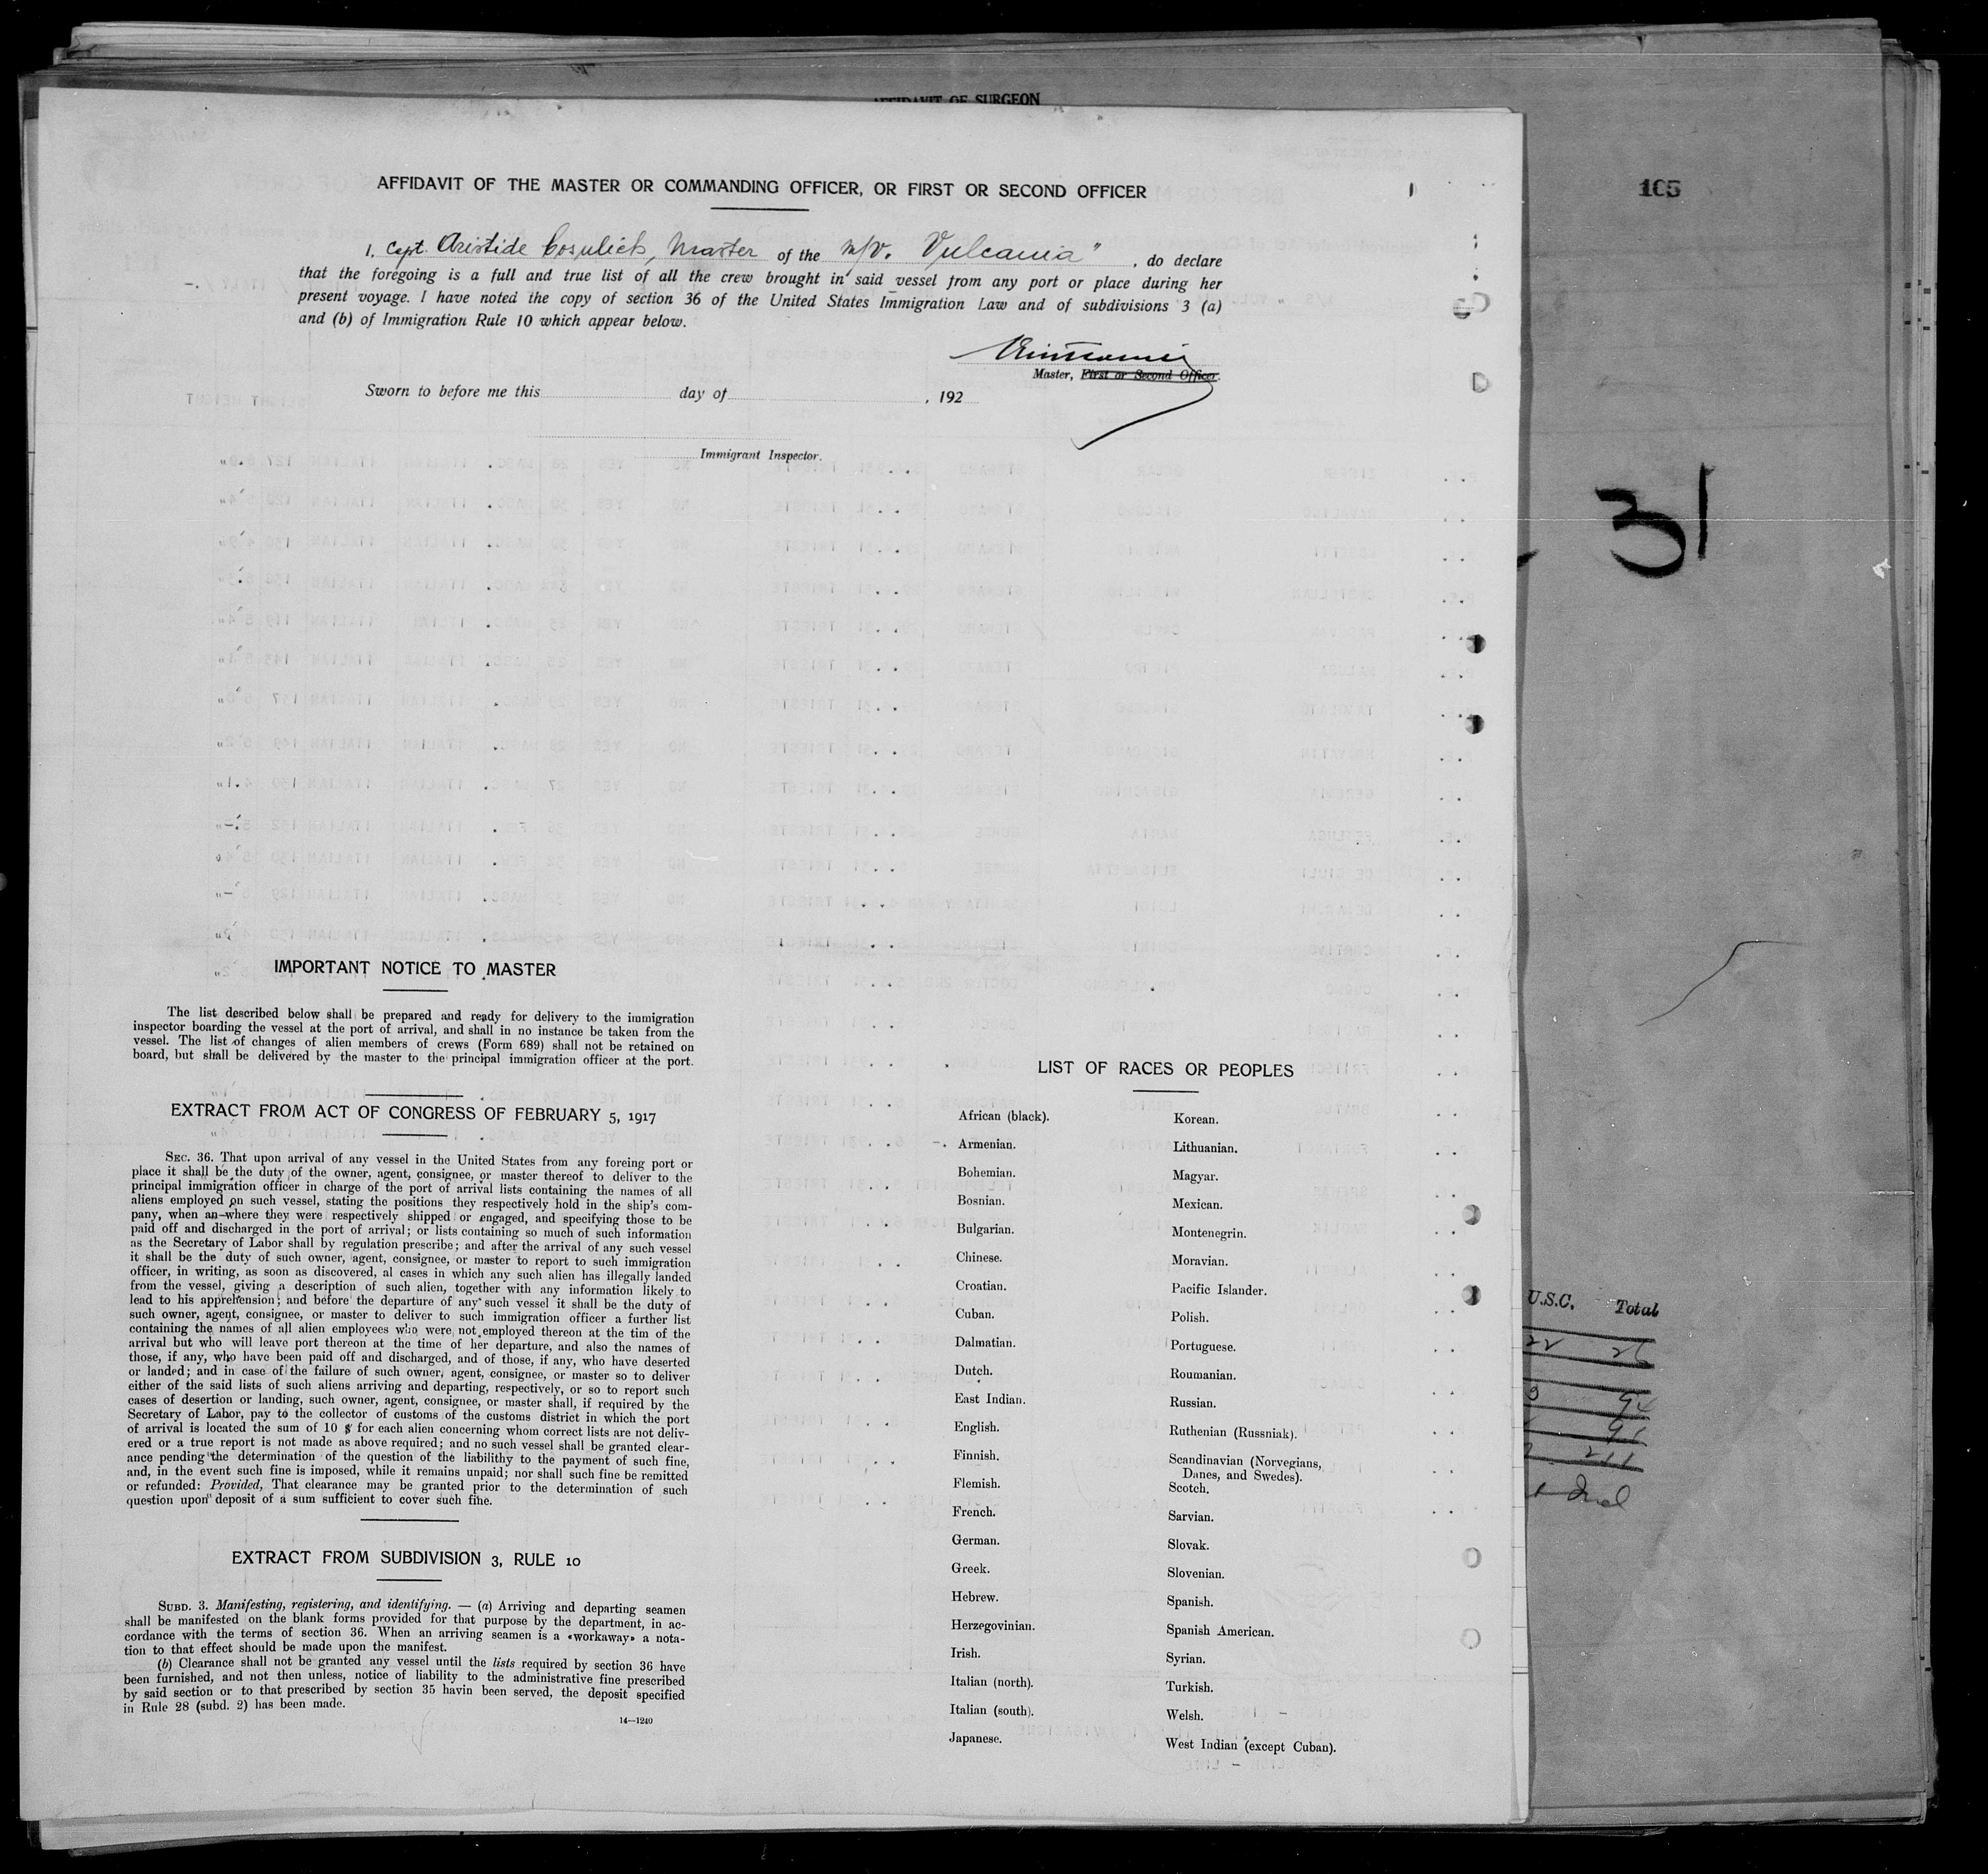 AFFIDAVIT OF SURGEON
105
31
AFFIDAVIT OF THE MASTER OR COMMANDING OFFICER, OR FIRST OR SECOND OFFICER
I, Capt. Aristide Cosulich, Master of the m/v. Vulcania" , do declare
that the foregoing is a full and true list of all the crew brought in said vessel from any port or place during her
present voyage. I have noted the copy of section 36 of the United States Immigration Law and of subdivisions 3 (a)
and (b) of Immigration Rule 10 which appear below.
Master, First or Second Officer.
Sworn to before me this day of , 192
Immigrant Inspector.
IMPORTANT NOTICE TO MASTER
The list described below shall be prepared and ready for delivery to the immigration
inspector boarding the vessel at the port of arrival, and shall in no instance be taken from the
vessel. The list of changes of alien members of crews (Form 689) shall not be retained on
board, but shall be delivered by the master to the principal immigration officer at the port.
EXTRACT FROM ACT OF CONGRESS OF FEBRUARY 5, 1917
SEC. 36. That upon arrival of any vessel in the United States from any foreing port or
place it shall be the duty of the owner, agent, consignee, or master thereof to deliver to the
principal immigration officer in charge of the port of arrival lists containing the names of all
aliens employed on such vessel, stating the positions they respectively hold in the ship's com-
pany, when an-where they were respectively shipped or engaged, and specifying those to be
paid off and discharged in the port of arrival; or lists containing so much of such information
as the Secretary of Labor shall by regulation prescribe; and after the arrival of any such vessel
it shall be the duty of such owner, agent, consignee, or master to report to such immigration
officer, in writing, as soon as discovered, al cases in which any such alien has illegally landed
from the vessel, giving a description of such alien, together with any information likely to
lead to his apprehension; and before the departure of any such vessel it shall be the duty of
such owner, agent, consignee, or master to deliver to such immigration officer a further list
containing the names of all alien employees who were not employed thereon at the tim of the
arrival but who will leave port thereon at the time of her departure, and also the names of
those, if any, who have been paid off and discharged, and of those, if any, who have deserted
or landed; and in case of the failure of such owner, agent, consignee, or master so to deliver
either of the said lists of such aliens arriving and departing, respectively, or so to report such
cases of desertion or landing, such owner, agent, consignee, or master shall, if required by the
Secretary of Labor, pay to the collector of customs of the customs district in which the port
of arrival is located the sum of 10 $ for each alien concerning whom correct lists are not deliv-
ered or a true report is not made as above required; and no such vessel shall be granted clear-
ance pending the determination of the question of the liabilithy to the payment of such fine,
and, in the event such fine is imposed, while it remains unpaid; nor shall such fine be remitted
or refunded: Provided, That clearance may be granted prior to the determination of such
question upon deposit of a sum sufficient to cover such fine.
EXTRACT FROM SUBDIVISION 3, RULE 10
SUBD. 3. Manifesting, registering, and identifying. — (a) Arriving and departing seamen
shall be manifested on the blank forms provided for that purpose by the department, in ac-
cordance with the terms of section 36. When an arriving seamen is a «workaway» a nota-
tion to that effect should be made upon the manifest.
(b) Clearance shall not be granted any vessel until the lists required by section 36 have
been furnished, and not then unless, notice of liability to the administrative fine prescribed
by said section or to that prescribed by section 35 havin been served, the deposit specified
in Rule 28 (subd. 2) has been made.
14—1240
LIST OF RACES OR PEOPLES
African (black).
Armenian.
Bohemian.
Bosnian.
Bulgarian.
Chinese.
Croatian.
Cuban.
Dalmatian.
Dutch.
East Indian.
English.
Finnish.
Flemish.
French.
German.
Greek.
Hebrew.
Herzegovinian.
Irish.
Italian (north).
Italian (south).
Japanese.
Korean.
Lithuanian.
Magyar.
Mexican.
Montenegrin.
Moravian.
Pacific Islander.
Polish.
Portuguese.
Roumanian.
Russian.
Ruthenian (Russniak).
Scandinavian (Norvegians,
Danes, and Swedes).
Scotch.
Sarvian.
Slovak.
Slovenian.
Spanish.
Spanish American.
Syrian.
Turkish.
Welsh.
West Indian (except Cuban).
U.S.C. Total